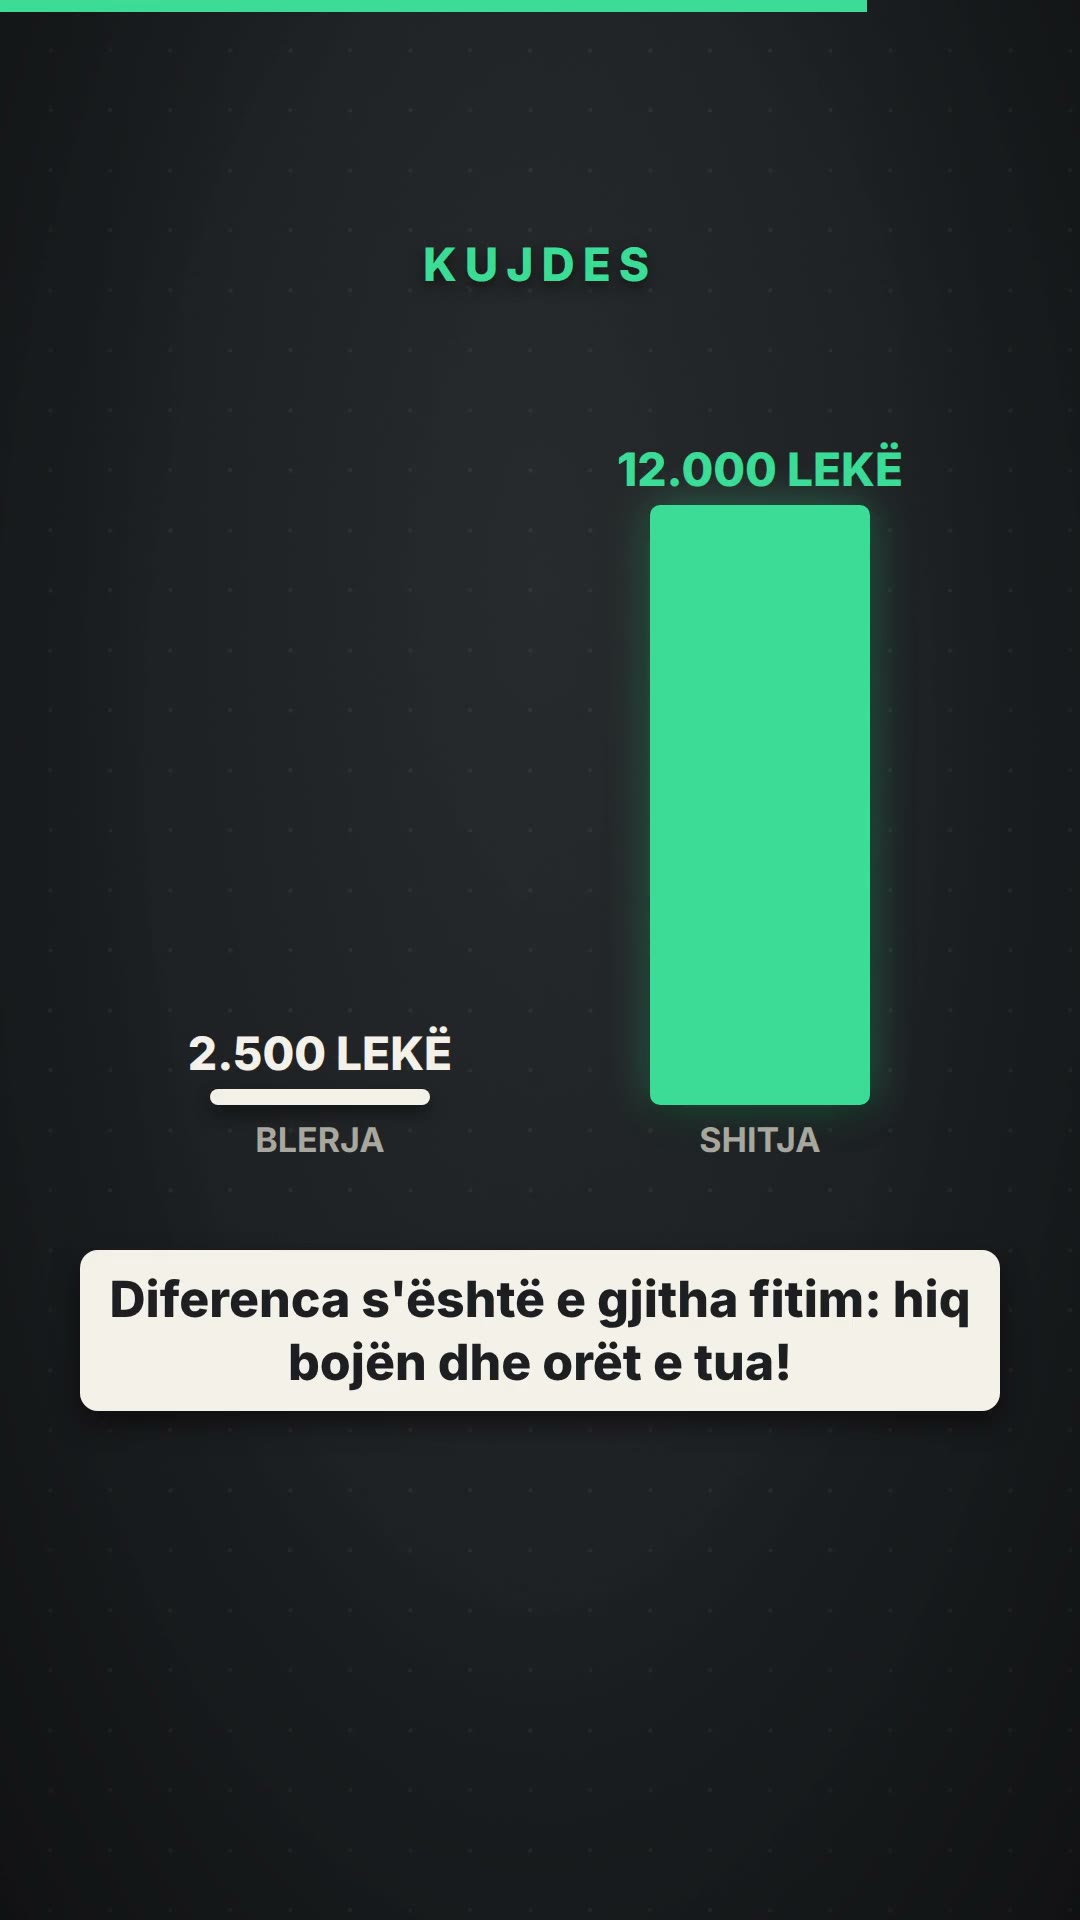 KUJDES
12.000 LEKË
2.500 LEKË
BLERJA
SHITJA
Diferenca s'është e gjitha fitim: hiq
bojën dhe orët e tua!